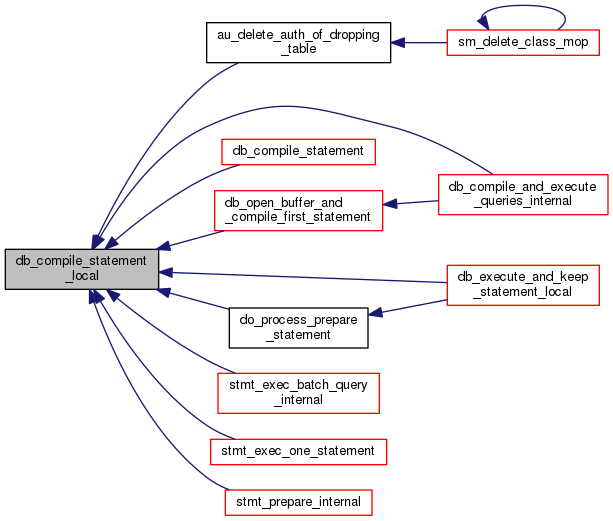 au_delete_auth_of_dropping
_table
sm_delete_class_mop
db_compile_statement
db_compile_and_execute
_queries_internal
db_open_buffer_and
_compile_first_statement
db_compile_statement
_local
db_execute_and_keep
_statement_local
do_process_prepare
_statement
stmt_exec_batch_query
_internal
stmt_exec_one_statement
stmt_prepare_internal